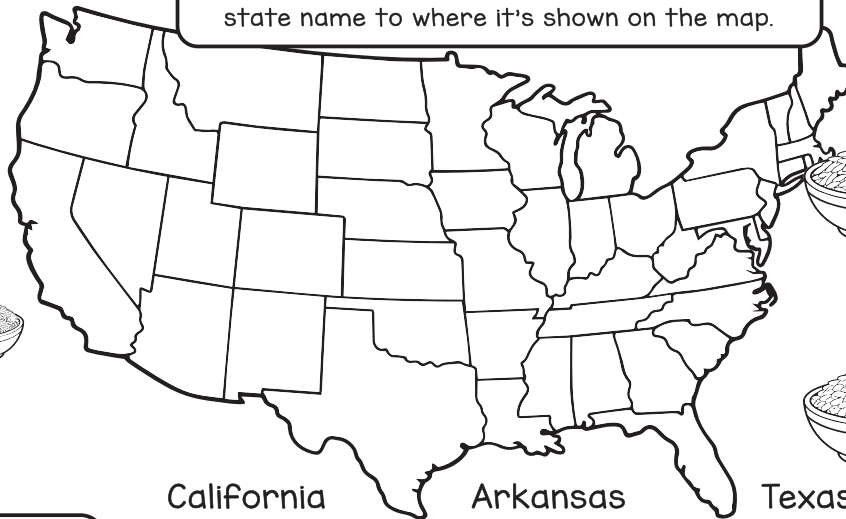 state name to where it's shown on the map.
California Arkansas Texas